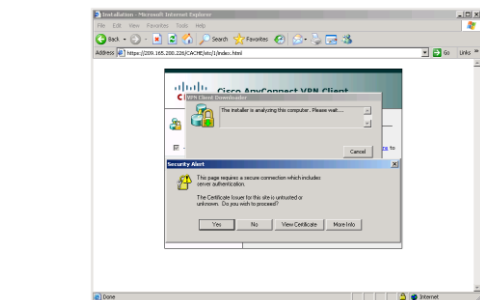 Installation - Microsoft Internet Explorer
File Edit View Favorites Tools Help
Back Search Favorites
Address https://209.165.200.226/CACHE/stc/1/index.html Go Links »
Cisco AnyConnect VPN Client
VPN Client Downloader
The installer is analyzing this computer. Please wait....
to
Cancel
Security Alert
This page requires a secure connection which includes
server authentication.
The Certificate Issuer for this site is untrusted or
unknown. Do you wish to proceed?
Yes No View Certificate More Info
Done Internet